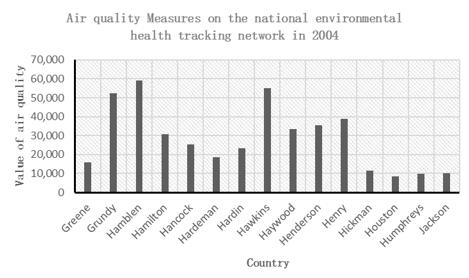 Air quality Measures on the national environmental
health tracking network in 2004
Value of air quality
70,000
60,000
50,000
40,000
30,000
20,000
10,000
0
Greene
Grundy
Hamblen
Hamilton
Hancock
Hardeman
Hardin
Hawkins
Haywood
Henderson
Henry
Hickman
Houston
Humphreys
Jackson
Country